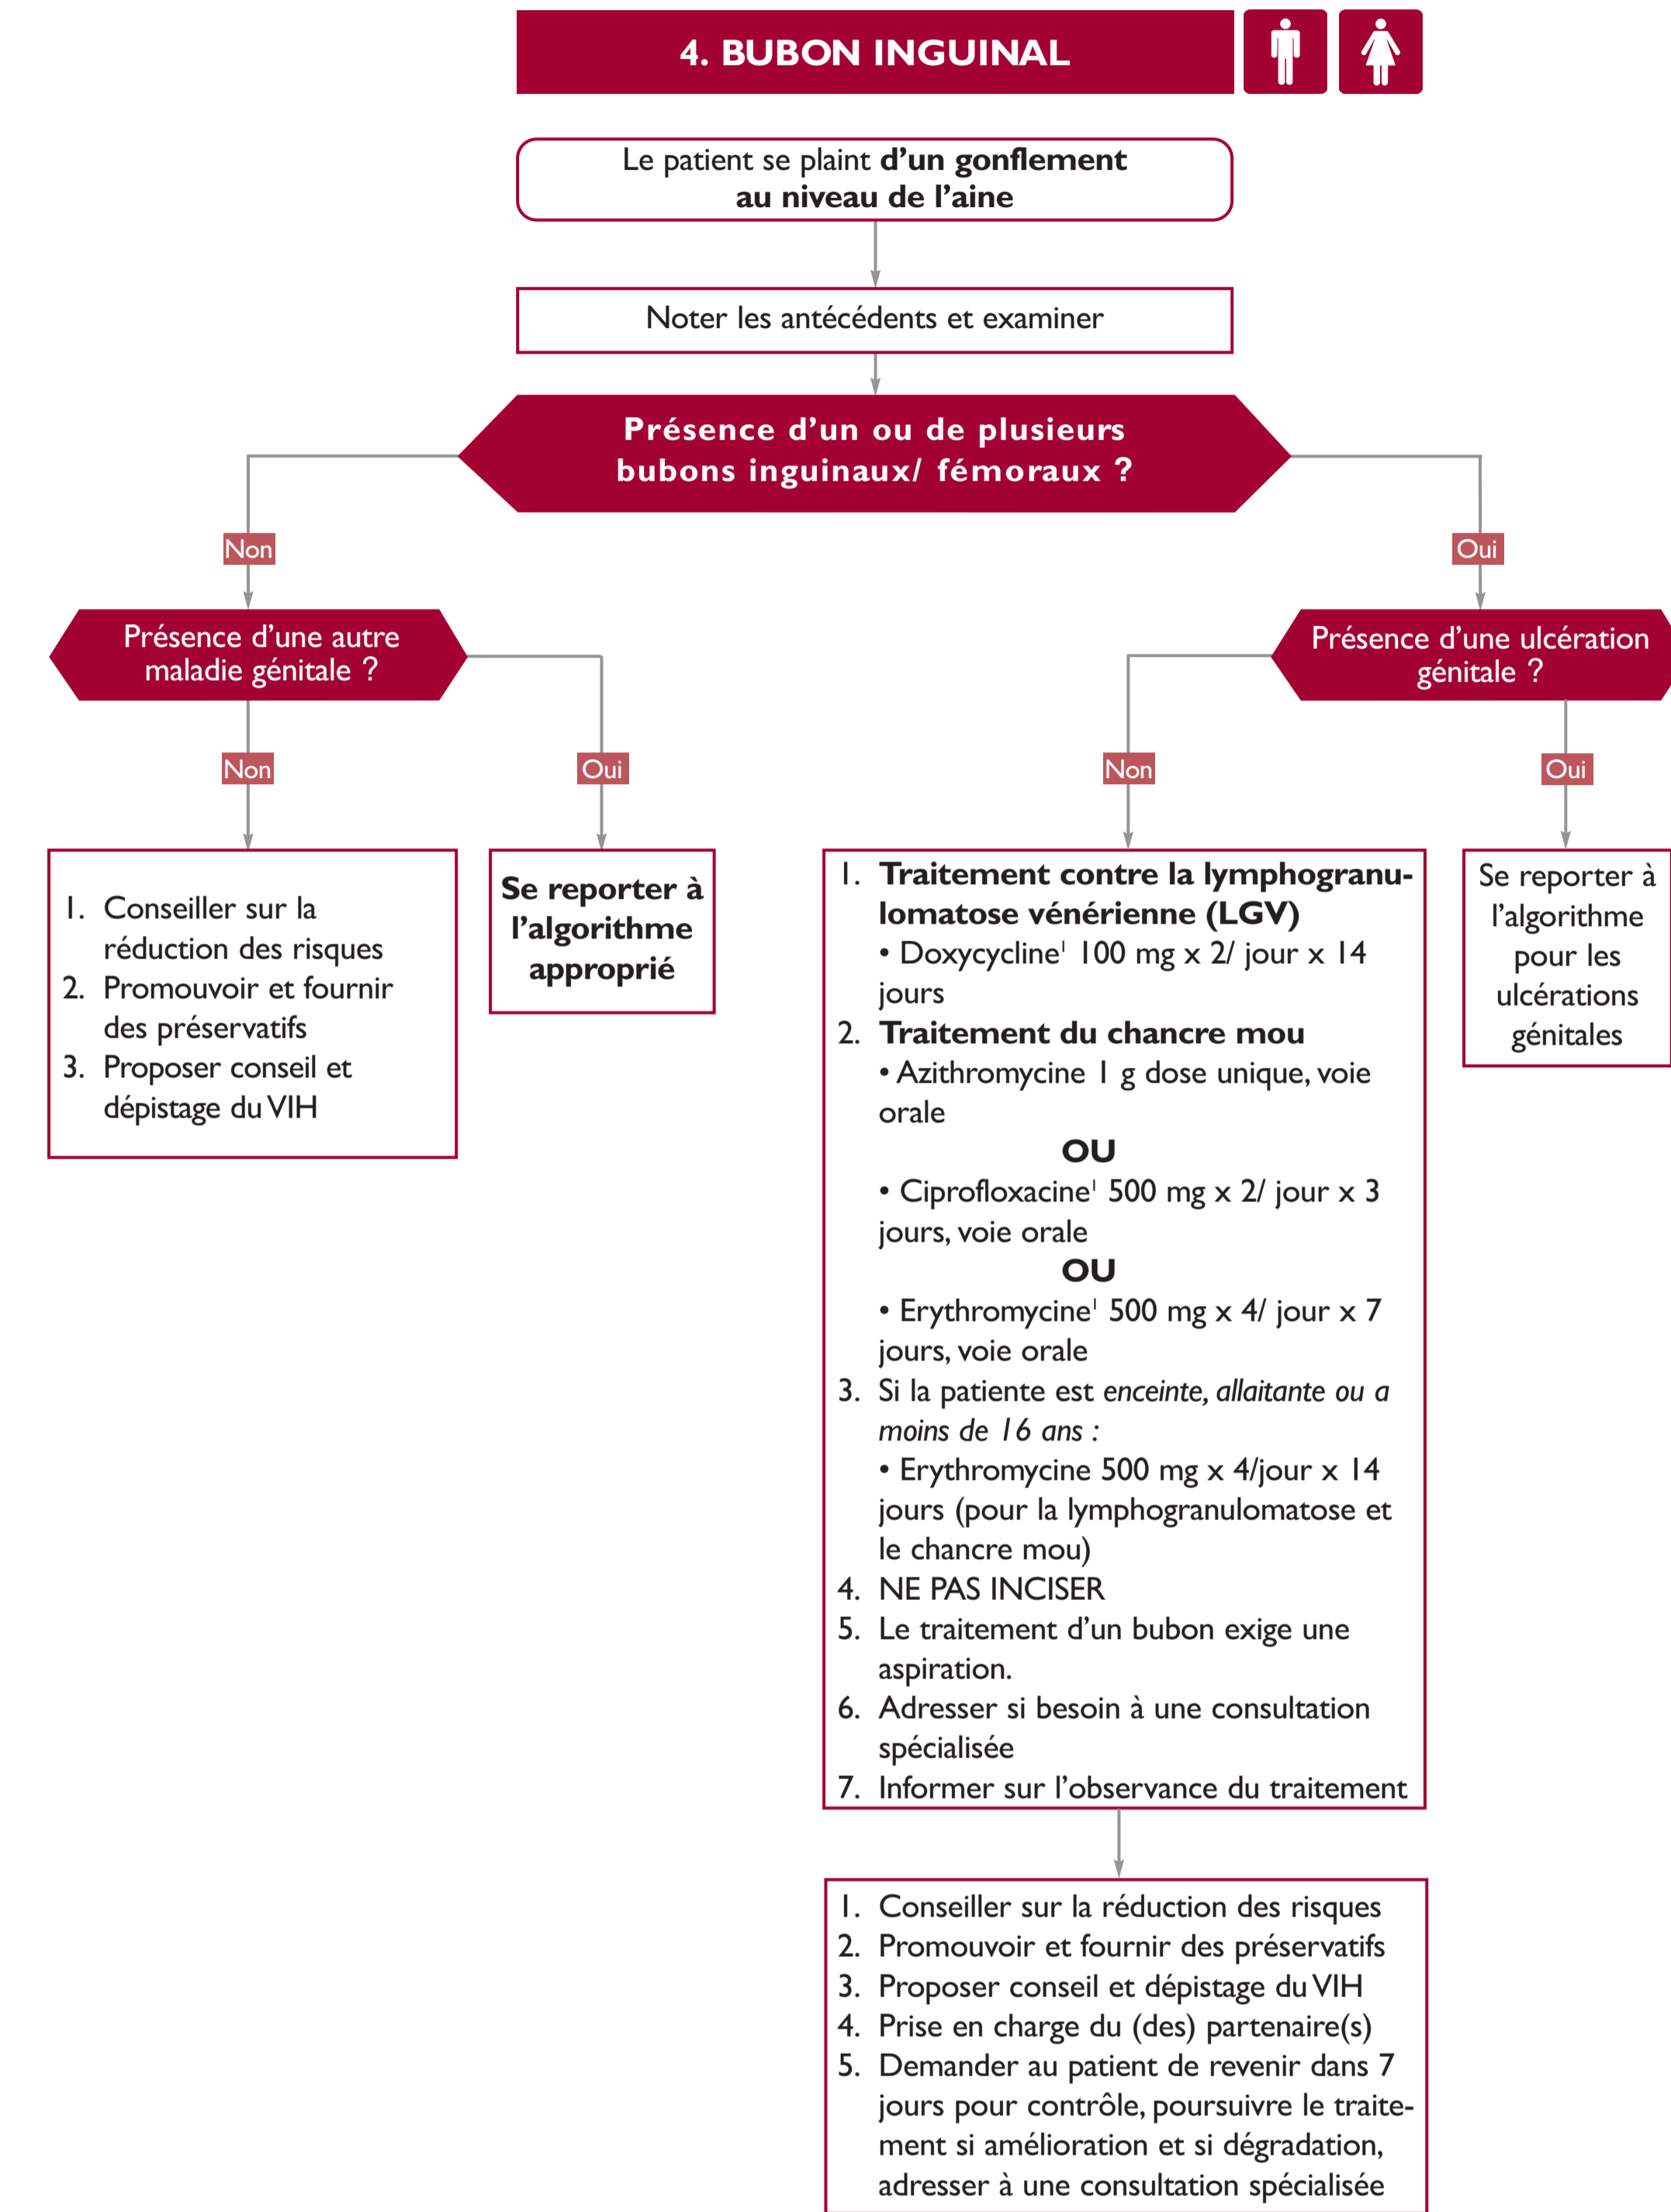 4. BUBON INGUINAL
Le patient se plaint d’un gonflement
au niveau de l’aine
Noter les antécédents et examiner
Présence d’un ou de plusieurs
bubons inguinaux/ fémoraux ?
Non
Oui
Présence d’une autre
maladie génitale ?
Présence d’une ulcération
génitale ?
Non
Oui
Non
Oui
1. Conseiller sur la
réduction des risques
2. Promouvoir et fournir
des préservatifs
3. Proposer conseil et
dépistage du VIH
Se reporter à
l’algorithme
approprié
1. Traitement contre la lymphogranu-
lomatose vénérienne (LGV)
• Doxycycline¹ 100 mg x 2/ jour x 14
jours
2. Traitement du chancre mou
• Azithromycine 1 g dose unique, voie
orale
OU
• Ciprofloxacine¹ 500 mg x 2/ jour x 3
jours, voie orale
OU
• Erythromycine¹ 500 mg x 4/ jour x 7
jours, voie orale
3. Si la patiente est enceinte, allaitante ou a
moins de 16 ans :
• Erythromycine 500 mg x 4/jour x 14
jours (pour la lymphogranulomatose et
le chancre mou)
4. NE PAS INCISER
5. Le traitement d’un bubon exige une
aspiration.
6. Adresser si besoin à une consultation
spécialisée
7. Informer sur l’observance du traitement
Se reporter à
l’algorithme
pour les
ulcérations
génitales
1. Conseiller sur la réduction des risques
2. Promouvoir et fournir des préservatifs
3. Proposer conseil et dépistage du VIH
4. Prise en charge du (des) partenaire(s)
5. Demander au patient de revenir dans 7
jours pour contrôle, poursuivre le traite-
ment si amélioration et si dégradation,
adresser à une consultation spécialisée